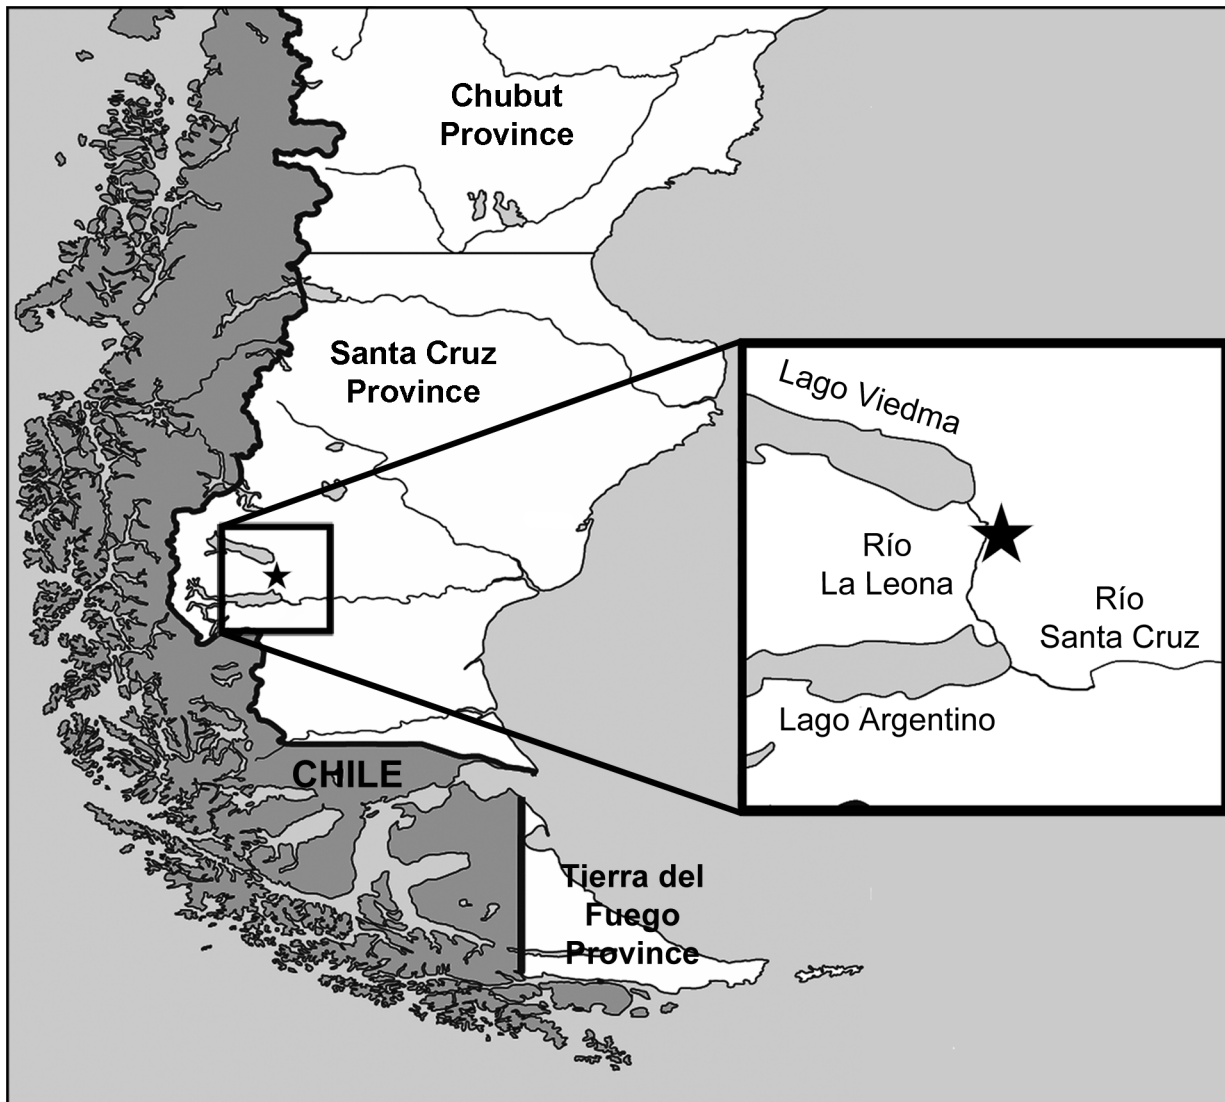 Chubut
Province
Santa Cruz
Province
Lago Viedma
Río
La Leona
Río
Santa Cruz
Lago Argentino
CHILE
Tierra del
Fuego
Province